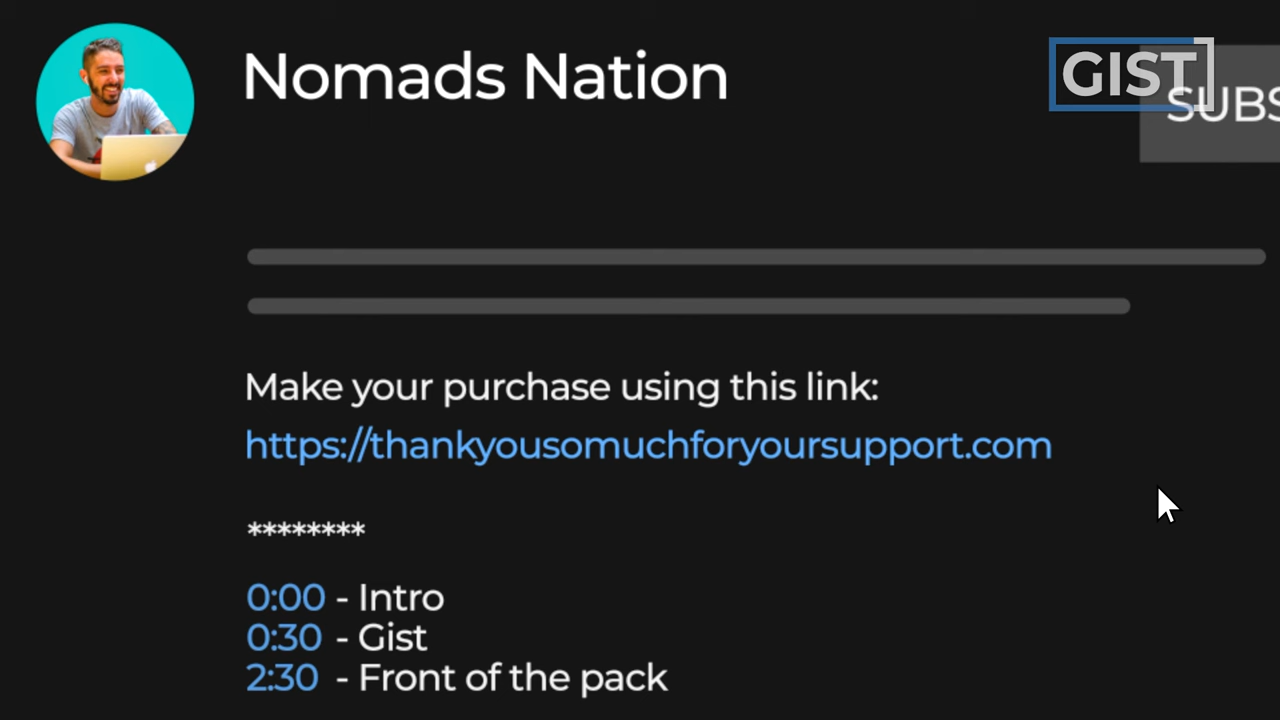 Nomads Nation
GIST
SUBS
Make your purchase using this link:
https://thankyousomuchforyoursupport.com
********
0:00 - Intro
0:30 - Gist
2:30 - Front of the pack